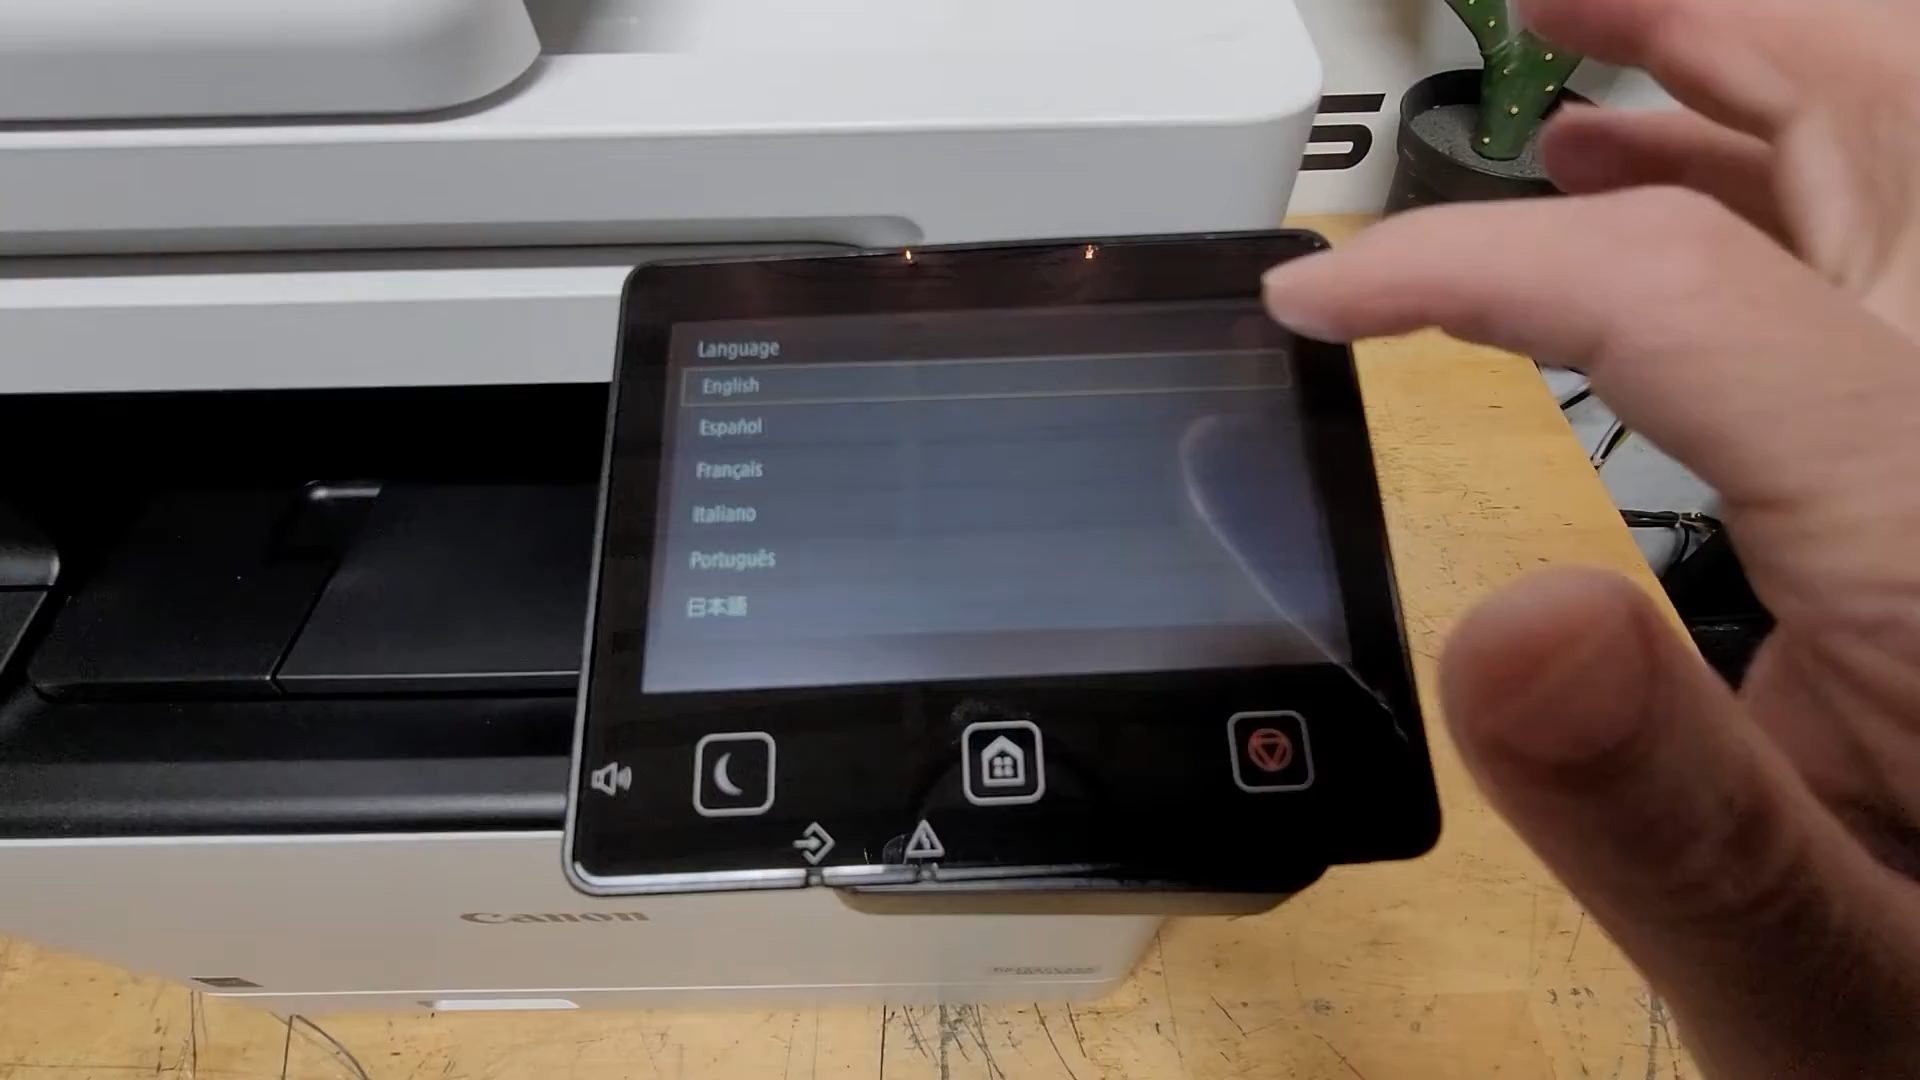 S
Language
English
Español
Français
Italiano
Português
日本語
Canon